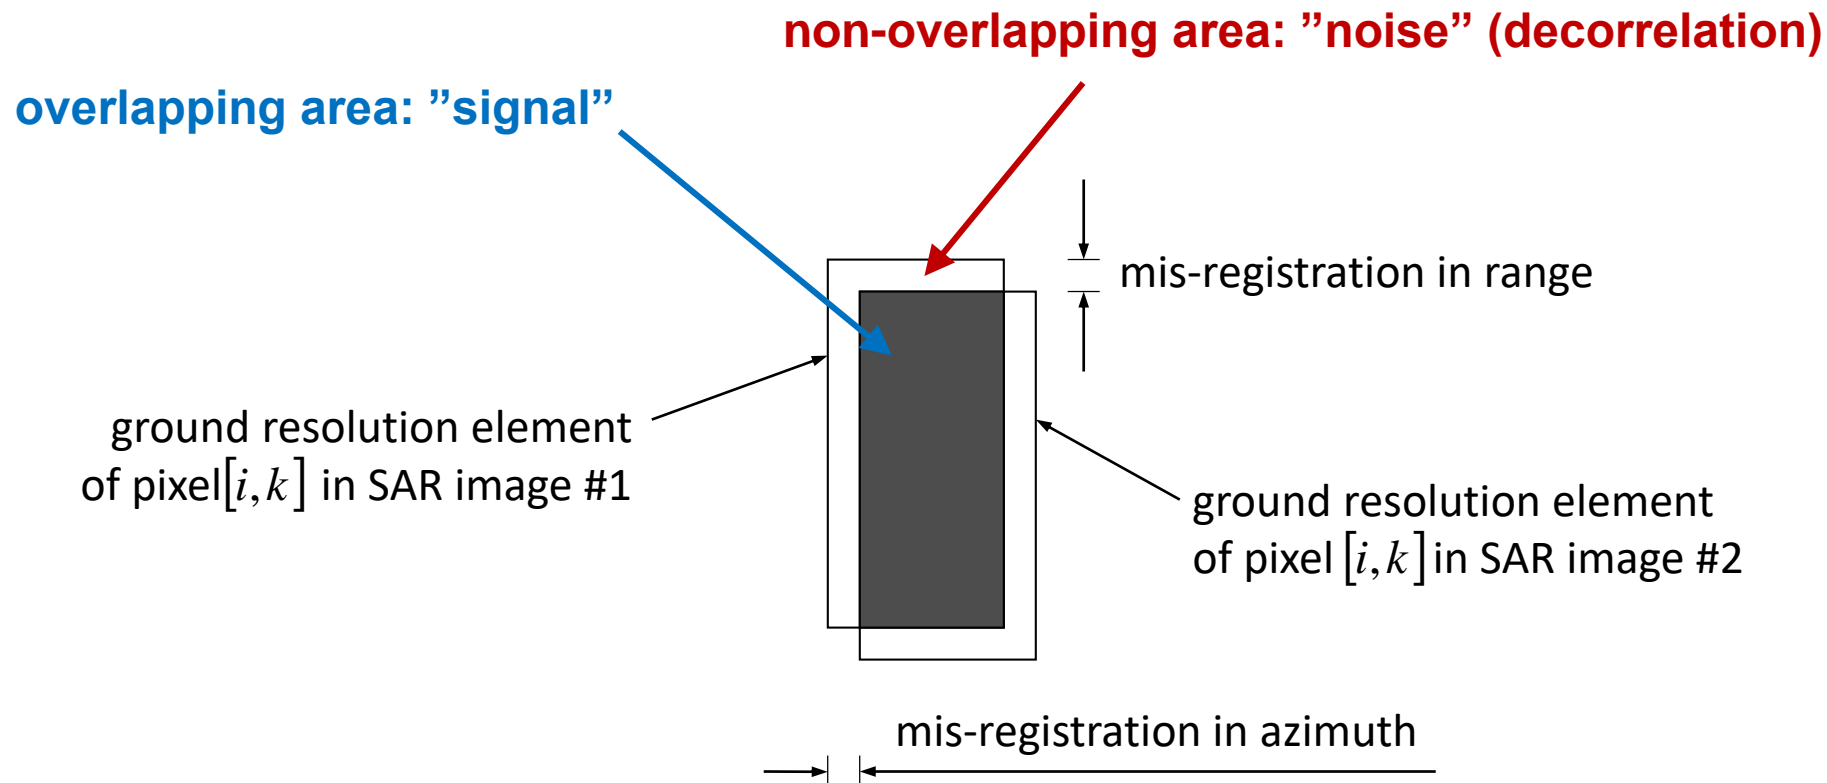 non-overlapping area: ”noise” (decorrelation)
overlapping area: ”signal”
mis-registration in range
ground resolution element
of pixel[i,k] in SAR image #1
ground resolution element
of pixel [i,k] in SAR image #2
mis-registration in azimuth